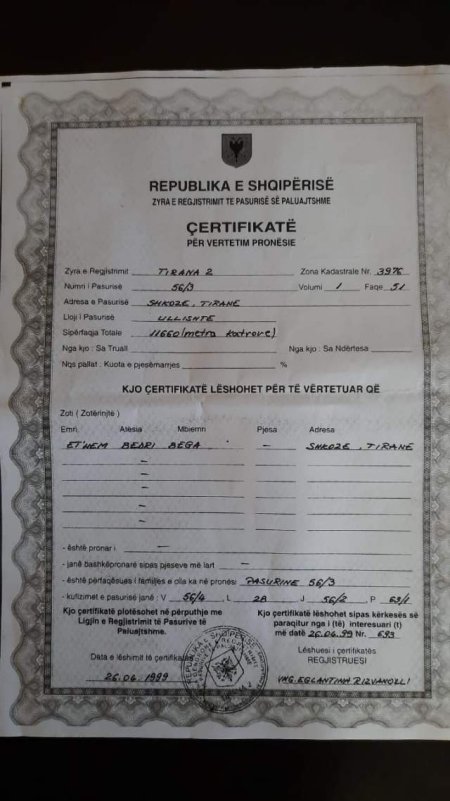 REPUBLIKA E SHQIPËRISË
ZYRA E REGJISTRIMIT TE PASURISË SË PALUAJTSHME
ÇERTIFIKATË
PËR VERTETIM PRONËSIE
Zyra e Regjistrimit TIRANA 2 Zona Kadastrale Nr. 3976
Numri i Pasurisë 56/3 Volumi 1 Faqe 51
Adresa e Pasurisë SHKOZE, TIRANE
Lloji i Pasurisë ULLISHTE
Sipërfaqja Totale 11660 (metra katrore)
Nga kjo : Sa Truall Nga kjo : Sa Ndërtesa
Nqs pallat . Kuota e pjesëmarrjes %
KJO ÇERTIFIKATË LËSHOHET PËR TË VËRTETUAR QË
Zoti ( Zotërinjtë )
Emri Atësia Mbiemri Pjesa Adresa
ET'HEM BEDRI BEGA - SHKOZE, TIRANE
-
-
-
-
- është pronar i -
- janë bashkëpronarë sipas pjesëve më lart -
- është përfaqësues i familjes e cila ka në pronësi PASURINE 56/3
- kufizimet e pasurisë janë : V 56/4 L 2A J 56/2 P 63/1
Kjo çertifikatë plotësohet në përputhje me
Ligjin e Regjistrimit të Pasurive të
Paluajtshme.
Kjo çertifikatë lëshohet sipas kërkesës së
paraqitur nga i (të) interesuari (t)
më datë 26.04.99 Nr. 693
Data e lëshimit të çertifikatës
26.04.1999
Lëshuesi i çertifikatës
REGJISTRUESI
ING. EGLANTINA RIZVANOLLI